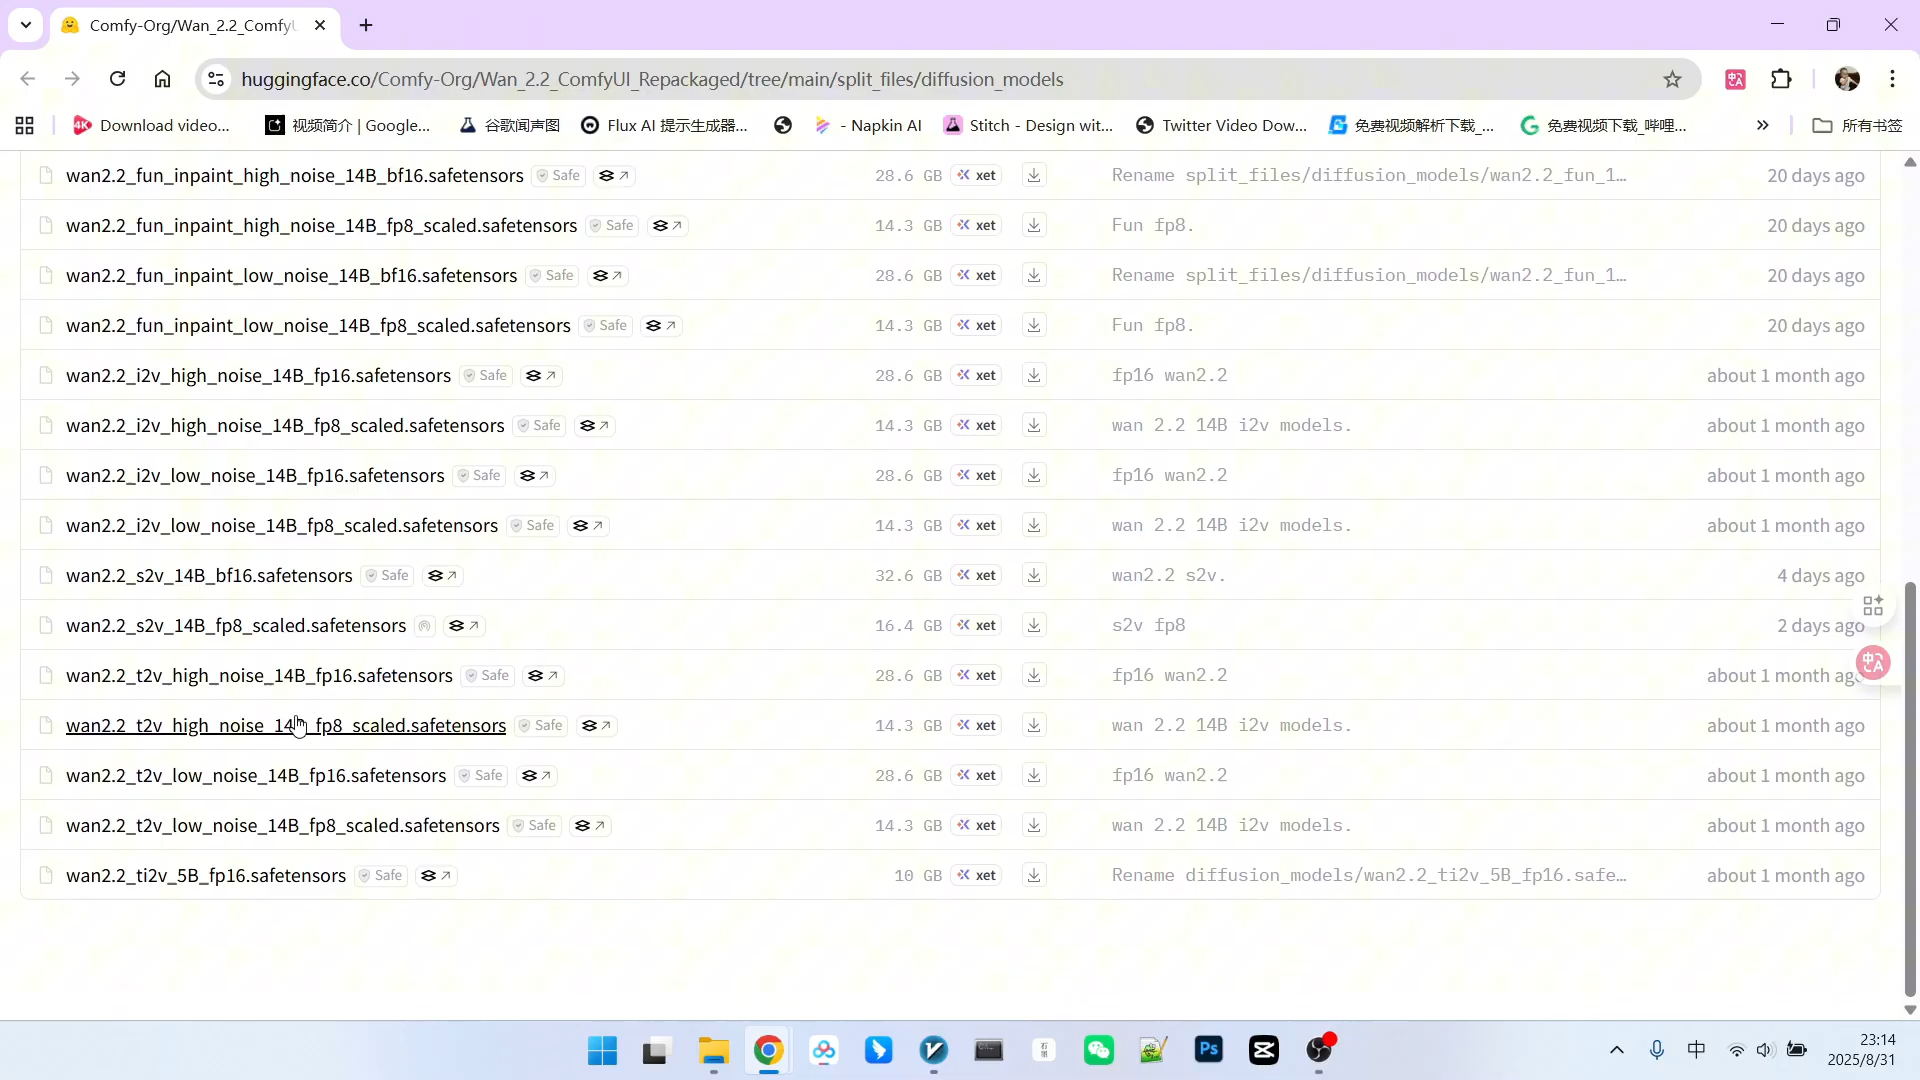 Comfy-Org/Wan_2.2_ComfyU
huggingface.co/Comfy-Org/Wan_2.2_ComfyUI_Repackaged/tree/main/split_files/diffusion_models
4K Download video... 视频简介 | Google... 谷歌闻声图 Flux AI 提示生成器... - Napkin AI Stitch - Design wit... Twitter Video Dow... 免费视频解析下载_... 免费视频下载_哔哩... » 所有书签
wan2.2_fun_inpaint_high_noise_14B_bf16.safetensors Safe 28.6 GB xet Rename split_files/diffusion_models/wan2.2_fun_1… 20 days ago
wan2.2_fun_inpaint_high_noise_14B_fp8_scaled.safetensors Safe 14.3 GB xet Fun fp8. 20 days ago
wan2.2_fun_inpaint_low_noise_14B_bf16.safetensors Safe 28.6 GB xet Rename split_files/diffusion_models/wan2.2_fun_1… 20 days ago
wan2.2_fun_inpaint_low_noise_14B_fp8_scaled.safetensors Safe 14.3 GB xet Fun fp8. 20 days ago
wan2.2_i2v_high_noise_14B_fp16.safetensors Safe 28.6 GB xet fp16 wan2.2 about 1 month ago
wan2.2_i2v_high_noise_14B_fp8_scaled.safetensors Safe 14.3 GB xet wan 2.2 14B i2v models. about 1 month ago
wan2.2_i2v_low_noise_14B_fp16.safetensors Safe 28.6 GB xet fp16 wan2.2 about 1 month ago
wan2.2_i2v_low_noise_14B_fp8_scaled.safetensors Safe 14.3 GB xet wan 2.2 14B i2v models. about 1 month ago
wan2.2_s2v_14B_bf16.safetensors Safe 32.6 GB xet wan2.2 s2v. 4 days ago
wan2.2_s2v_14B_fp8_scaled.safetensors 16.4 GB xet s2v fp8 2 days ago
wan2.2_t2v_high_noise_14B_fp16.safetensors Safe 28.6 GB xet fp16 wan2.2 about 1 month ago
wan2.2_t2v_high_noise_14B_fp8_scaled.safetensors Safe 14.3 GB xet wan 2.2 14B i2v models. about 1 month ago
wan2.2_t2v_low_noise_14B_fp16.safetensors Safe 28.6 GB xet fp16 wan2.2 about 1 month ago
wan2.2_t2v_low_noise_14B_fp8_scaled.safetensors Safe 14.3 GB xet wan 2.2 14B i2v models. about 1 month ago
wan2.2_ti2v_5B_fp16.safetensors Safe 10 GB xet Rename diffusion_models/wan2.2_ti2v_5B_fp16.safe… about 1 month ago
Ps 中 23:14
2025/8/31